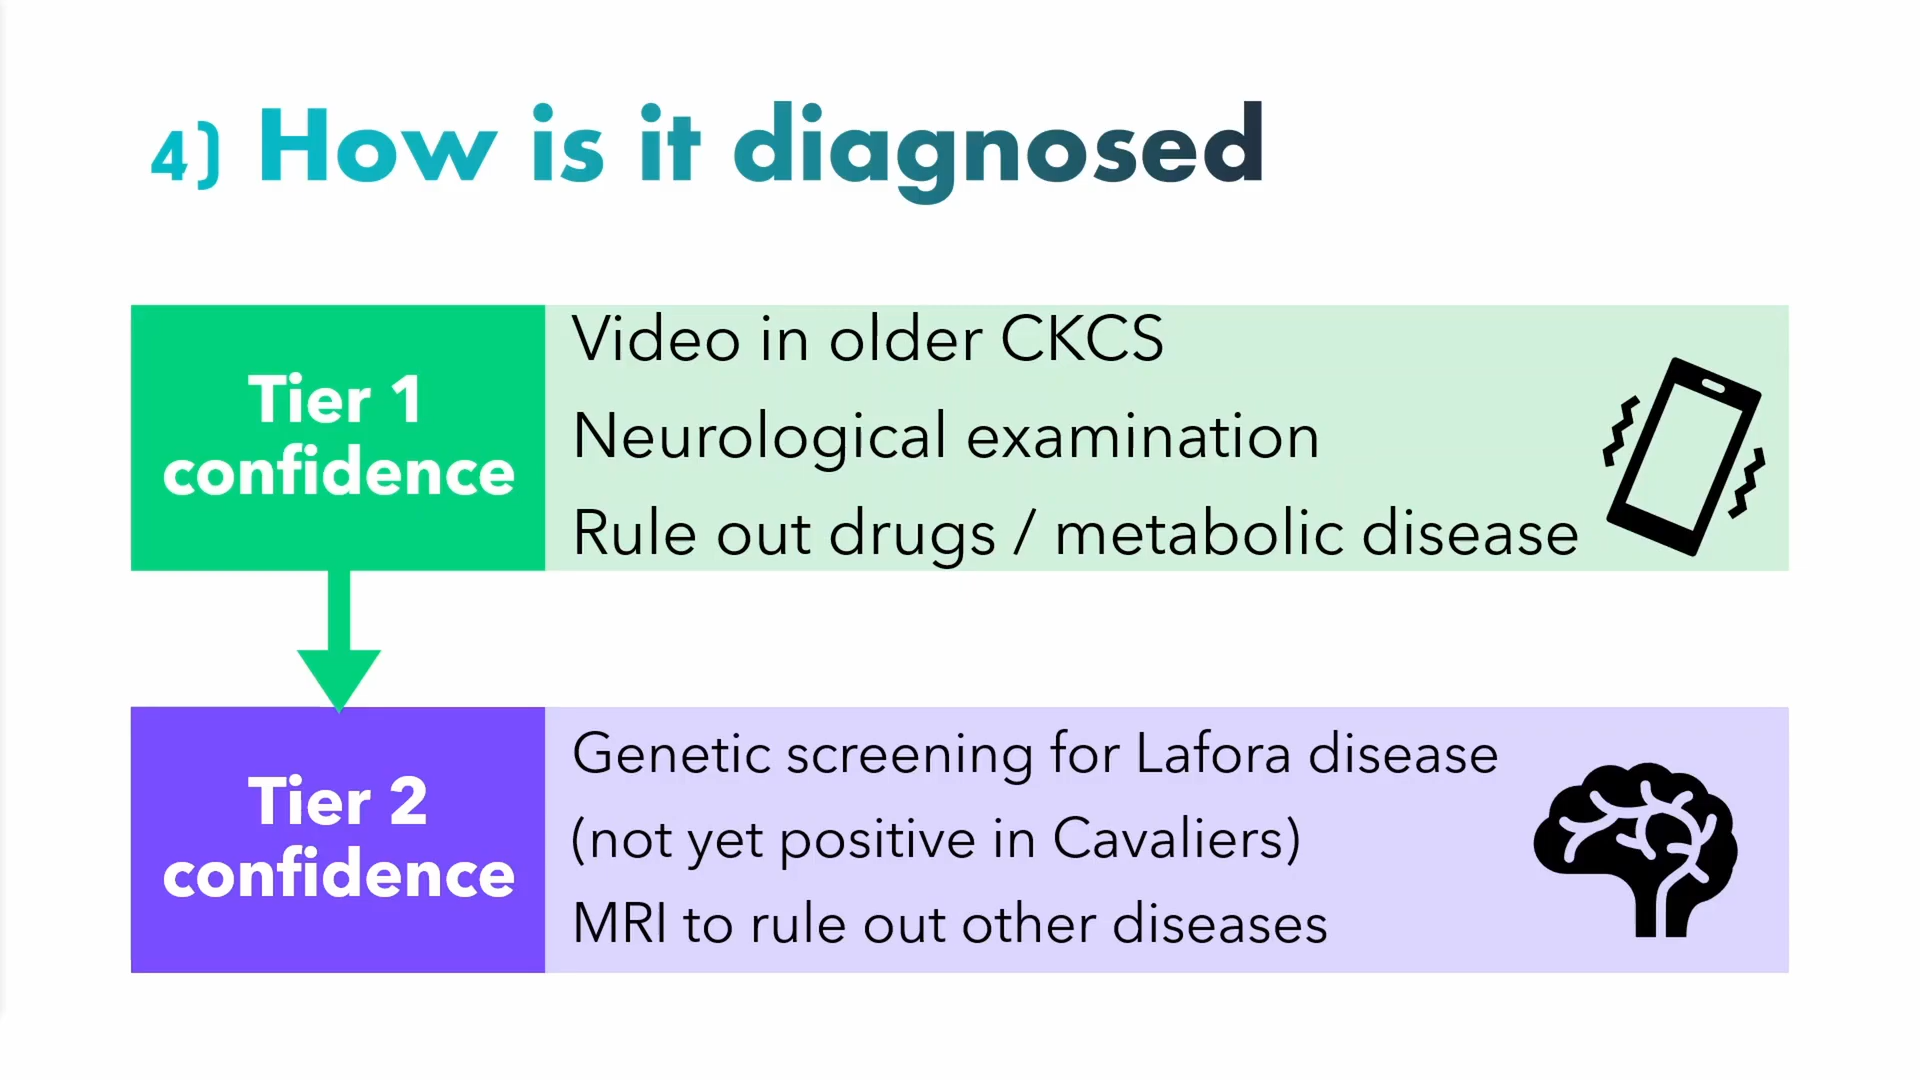 4) How is it diagnosed
Tier 1
confidence
Video in older CKCS
Neurological examination
Rule out drugs / metabolic disease
Tier 2
confidence
Genetic screening for Lafora disease
(not yet positive in Cavaliers)
MRI to rule out other diseases